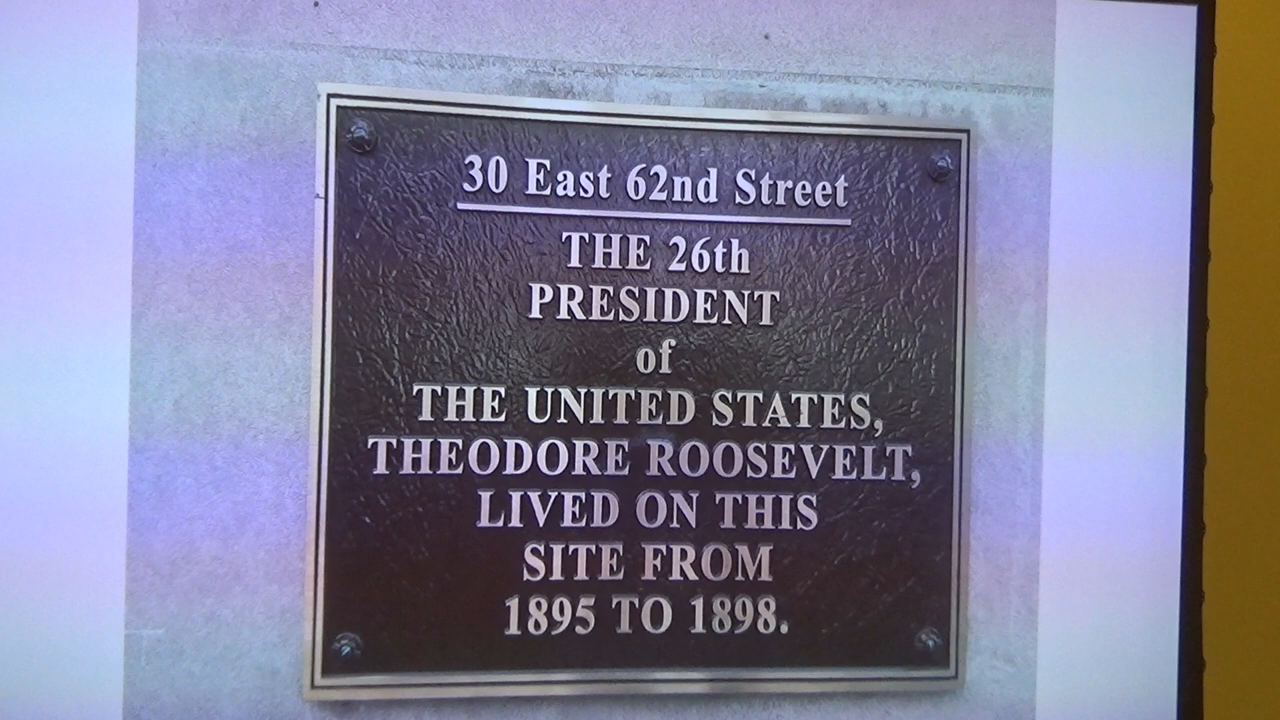 30 East 62nd Street
THE 26th
PRESIDENT
of
THE UNITED STATES,
THEODORE ROOSEVELT,
LIVED ON THIS
SITE FROM
1895 TO 1898.